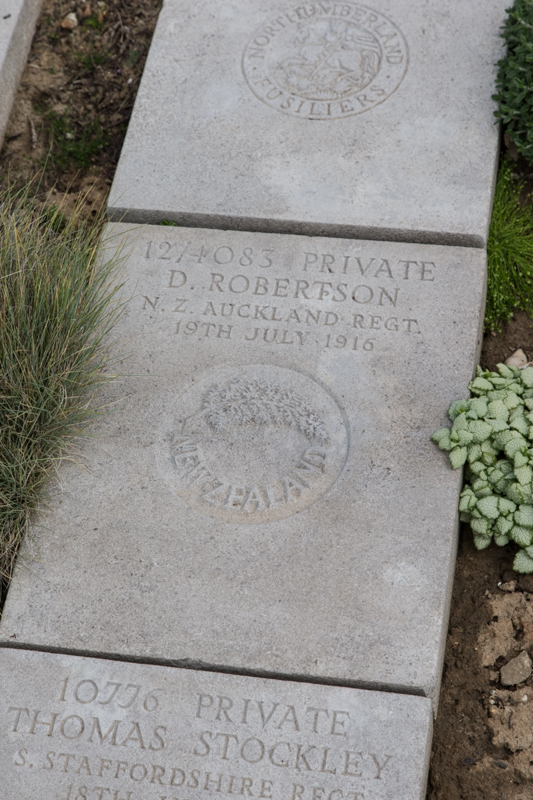 NORTHUMBERLAND
FUSILIERS
12/4083 PRIVATE
D. ROBERTSON
N. Z. AUCKLAND REGT.
19TH JULY 1916
NEW ZEALAND
10776 PRIVATE
THOMAS STOCKLEY
S. STAFFORDSHIRE REGT.
18TH